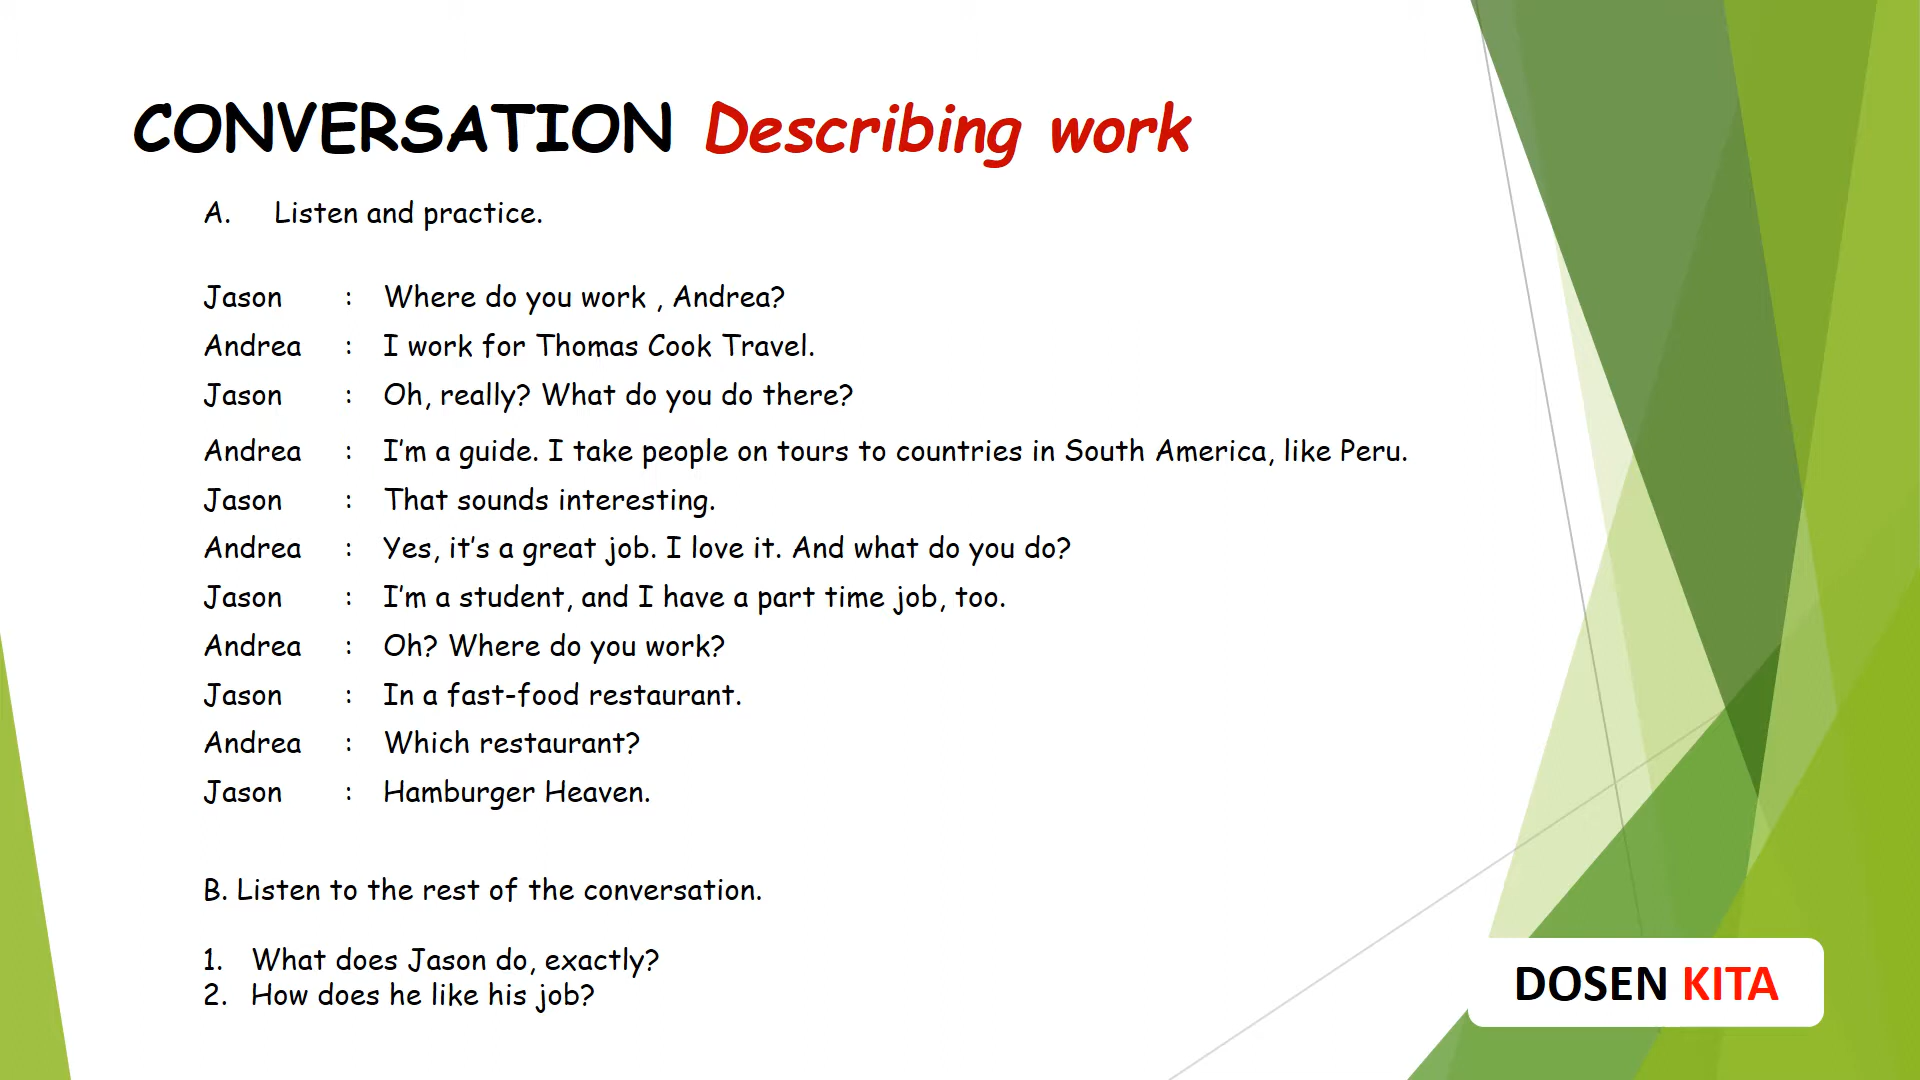 CONVERSATION Describing work
A. Listen and practice.
Jason : Where do you work , Andrea?
Andrea : I work for Thomas Cook Travel.
Jason : Oh, really? What do you do there?
Andrea : I’m a guide. I take people on tours to countries in South America, like Peru.
Jason : That sounds interesting.
Andrea : Yes, it’s a great job. I love it. And what do you do?
Jason : I’m a student, and I have a part time job, too.
Andrea : Oh? Where do you work?
Jason : In a fast-food restaurant.
Andrea : Which restaurant?
Jason : Hamburger Heaven.
B. Listen to the rest of the conversation.
1. What does Jason do, exactly?
2. How does he like his job?
DOSEN KITA